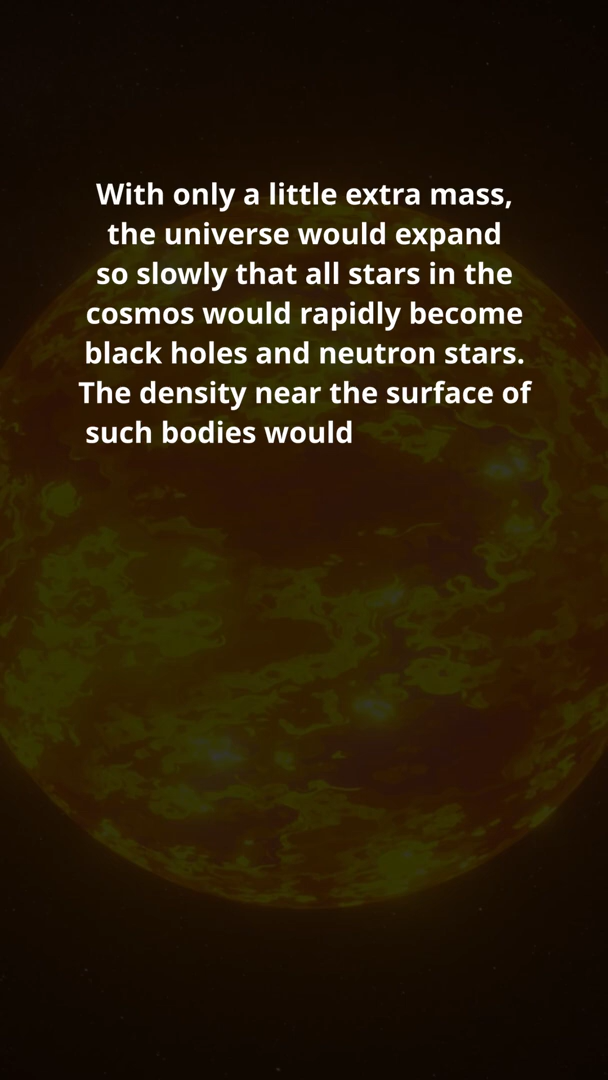 With only a little extra mass,
the universe would expand
so slowly that all stars in the
cosmos would rapidly become
black holes and neutron stars.
The density near the surface of
such bodies would